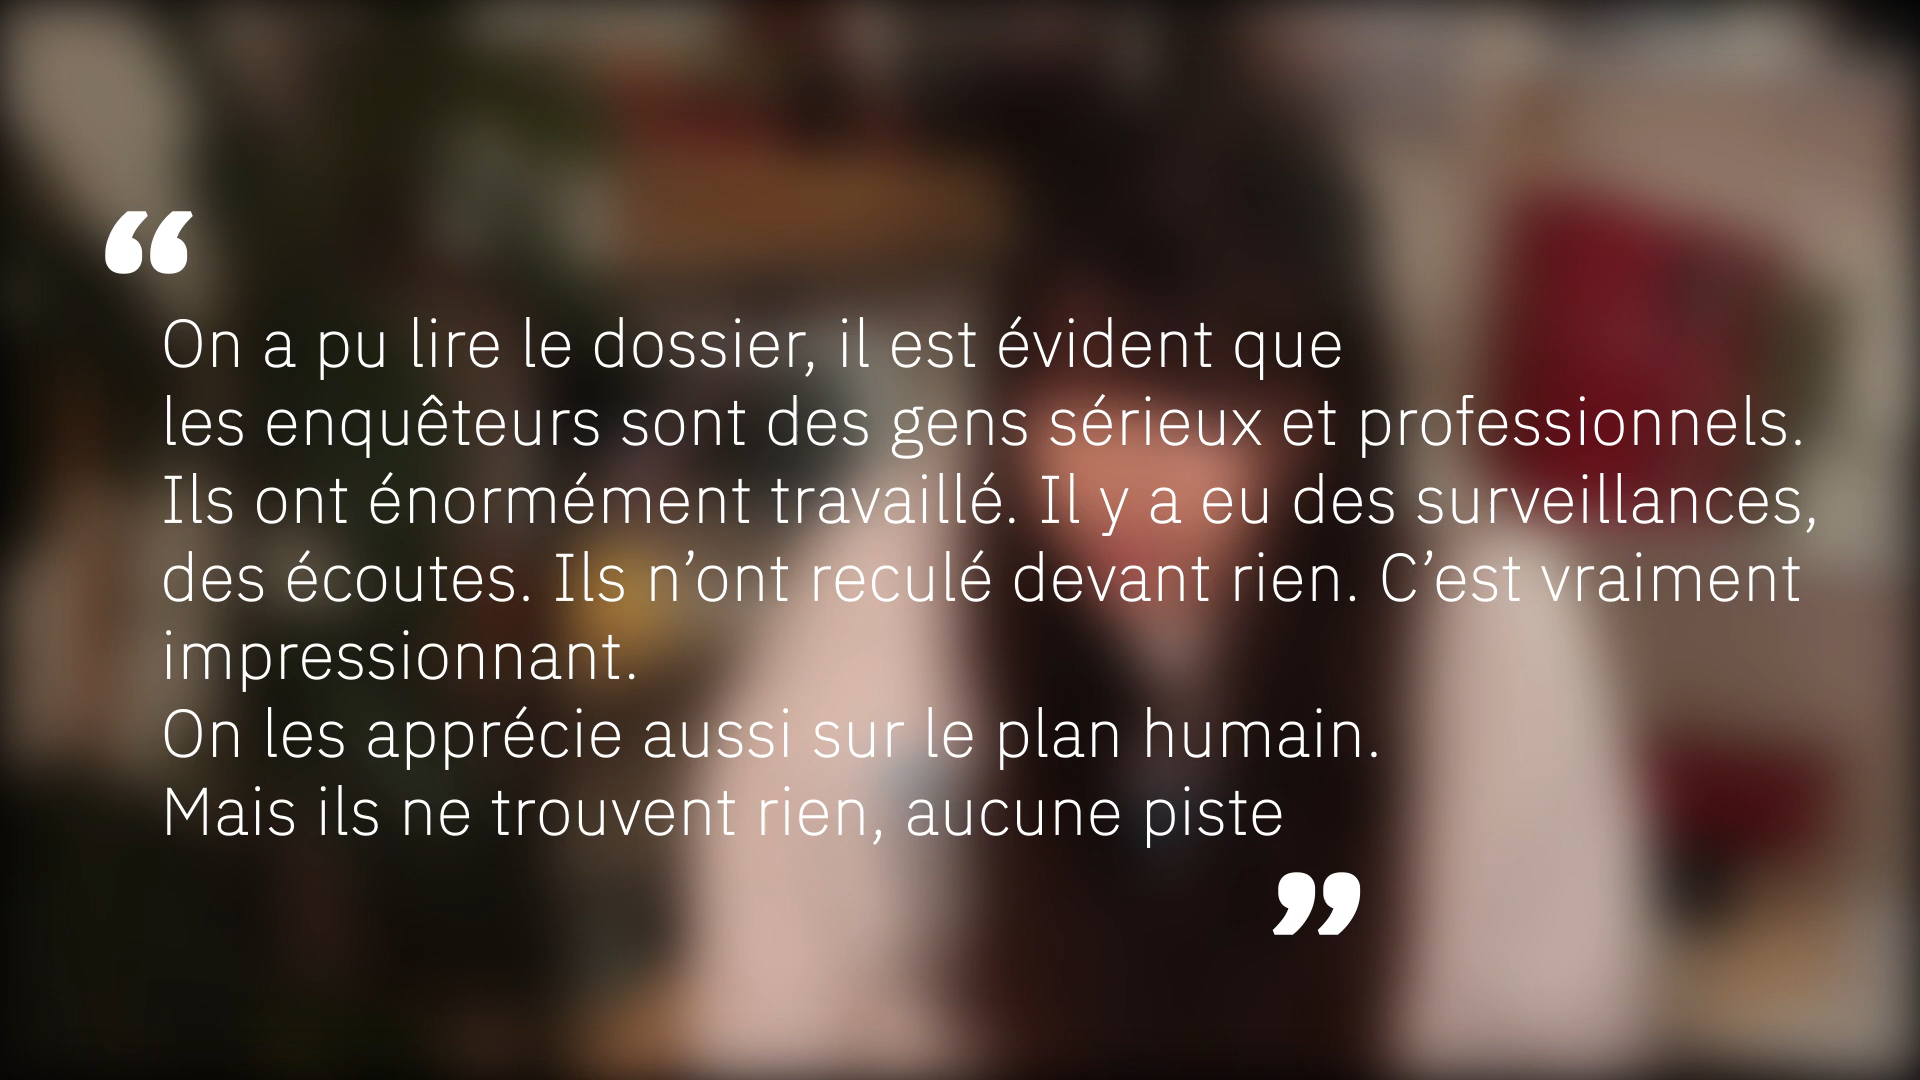 “
On a pu lire le dossier, il est évident que
les enquêteurs sont des gens sérieux et professionnels.
Ils ont énormément travaillé. Il y a eu des surveillances,
des écoutes. Ils n’ont reculé devant rien. C’est vraiment
impressionnant.
On les apprécie aussi sur le plan humain.
Mais ils ne trouvent rien, aucune piste
”